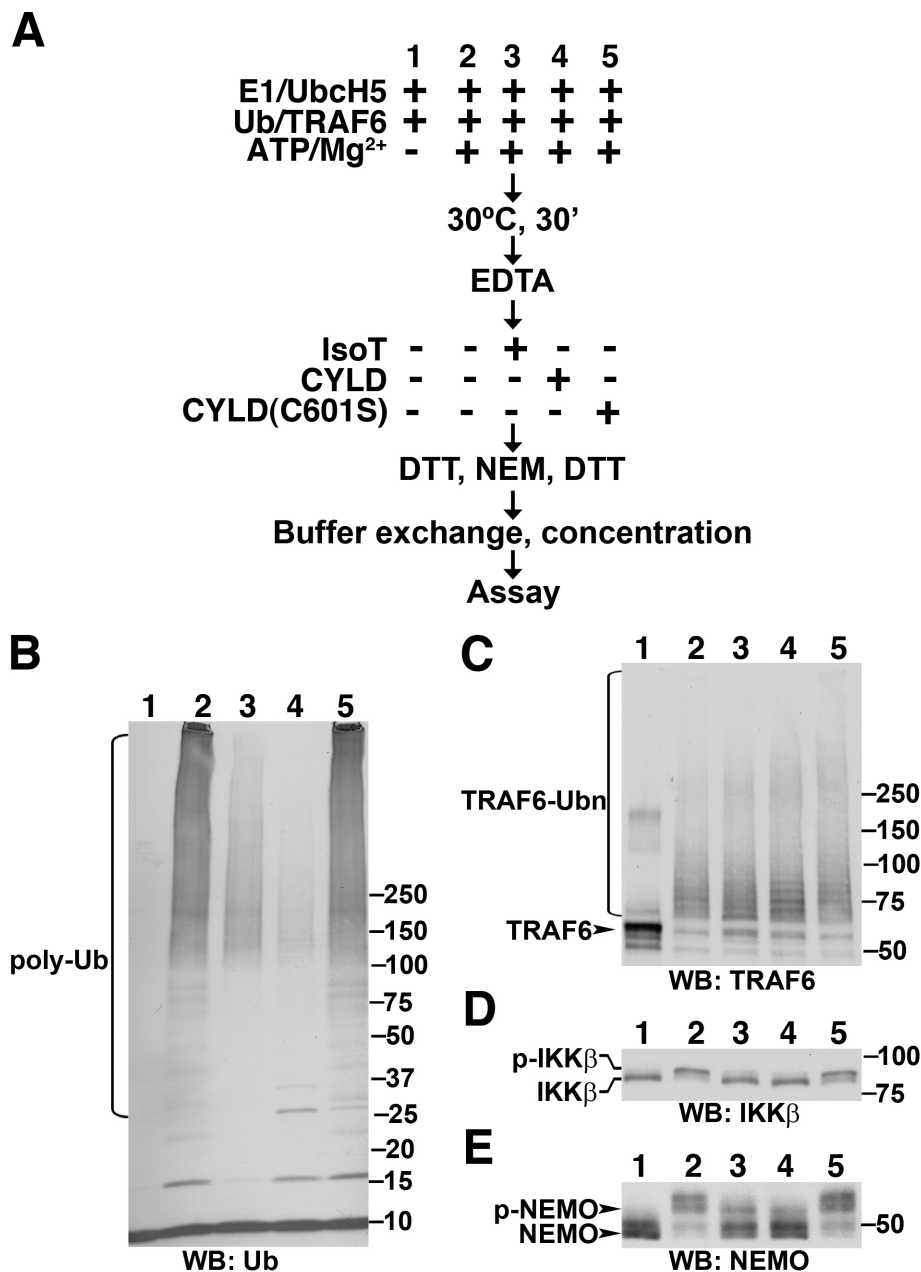 A
1 2 3 4 5
E1/UbcH5 + + + + +
Ub/TRAF6 + + + + +
ATP/Mg²⁺ - + + + +
30ºC, 30’
EDTA
IsoT - - + - -
CYLD - - - + -
CYLD(C601S) - - - - +
DTT, NEM, DTT
Buffer exchange, concentration
Assay
B
1 2 3 4 5
poly-Ub
–250
–150
–100
–75
–50
–37
–25
–20
–15
–10
WB: Ub
C
1 2 3 4 5
TRAF6-Ubn
TRAF6
–250
–150
–100
–75
–50
WB: TRAF6
D
1 2 3 4 5
p-IKKβ
IKKβ
–100
–75
WB: IKKβ
E
1 2 3 4 5
p-NEMO
NEMO
–50
WB: NEMO